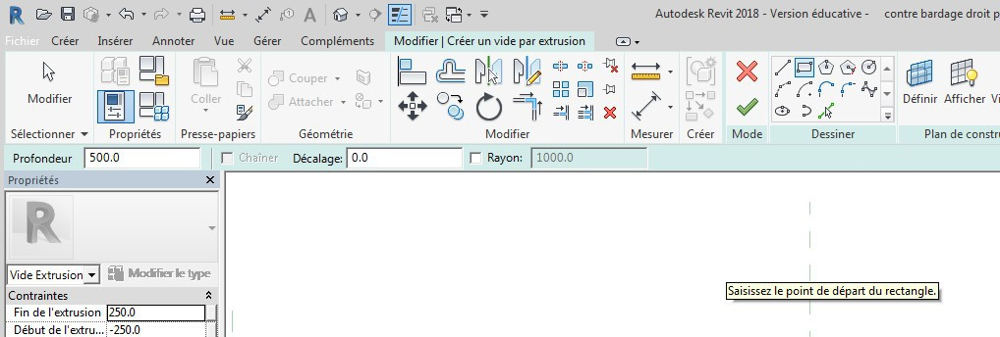 Autodesk Revit 2018 - Version éducative - contre bardage droit p
Fichier Créer Insérer Annoter Vue Gérer Compléments Modifier | Créer un vide par extrusion
Modifier Coller Couper Définir Afficher Vi
Attacher
Sélectionner Propriétés Presse-papiers Géométrie Modifier Mesurer Créer Mode Dessiner Plan de constru
Profondeur 500.0 Chaîner Décalage: 0.0 Rayon: 1000.0
Propriétés
R
Vide Extrusion Modifier le type
Contraintes
Saisissez le point de départ du rectangle.
Fin de l'extrusion 250.0
Début de l'extru... -250.0